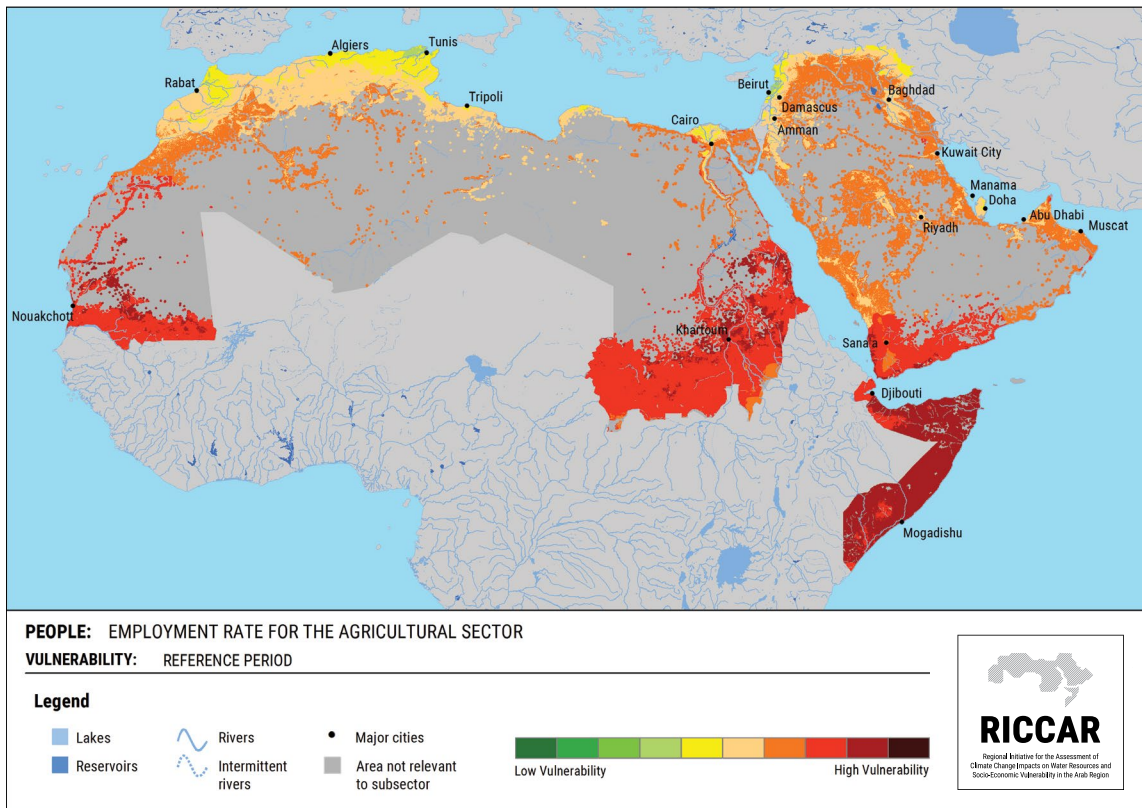 Algiers
Tunis
Rabat
Tripoli
Beirut
Damascus
Amman
Baghdad
Cairo
Kuwait City
Manama
Doha
Abu Dhabi
Riyadh
Muscat
Nouakchott
Khartoum
Sana'a
Djibouti
Mogadishu
PEOPLE: EMPLOYMENT RATE FOR THE AGRICULTURAL SECTOR
VULNERABILITY: REFERENCE PERIOD
Legend
Lakes
Reservoirs
Rivers
Intermittent
rivers
Major cities
Area not relevant
to subsector
Low Vulnerability
High Vulnerability
RICCAR
Regional Initiative for the Assessment of
Climate Change Impacts on Water Resources and
Socio-Economic Vulnerability in the Arab Region